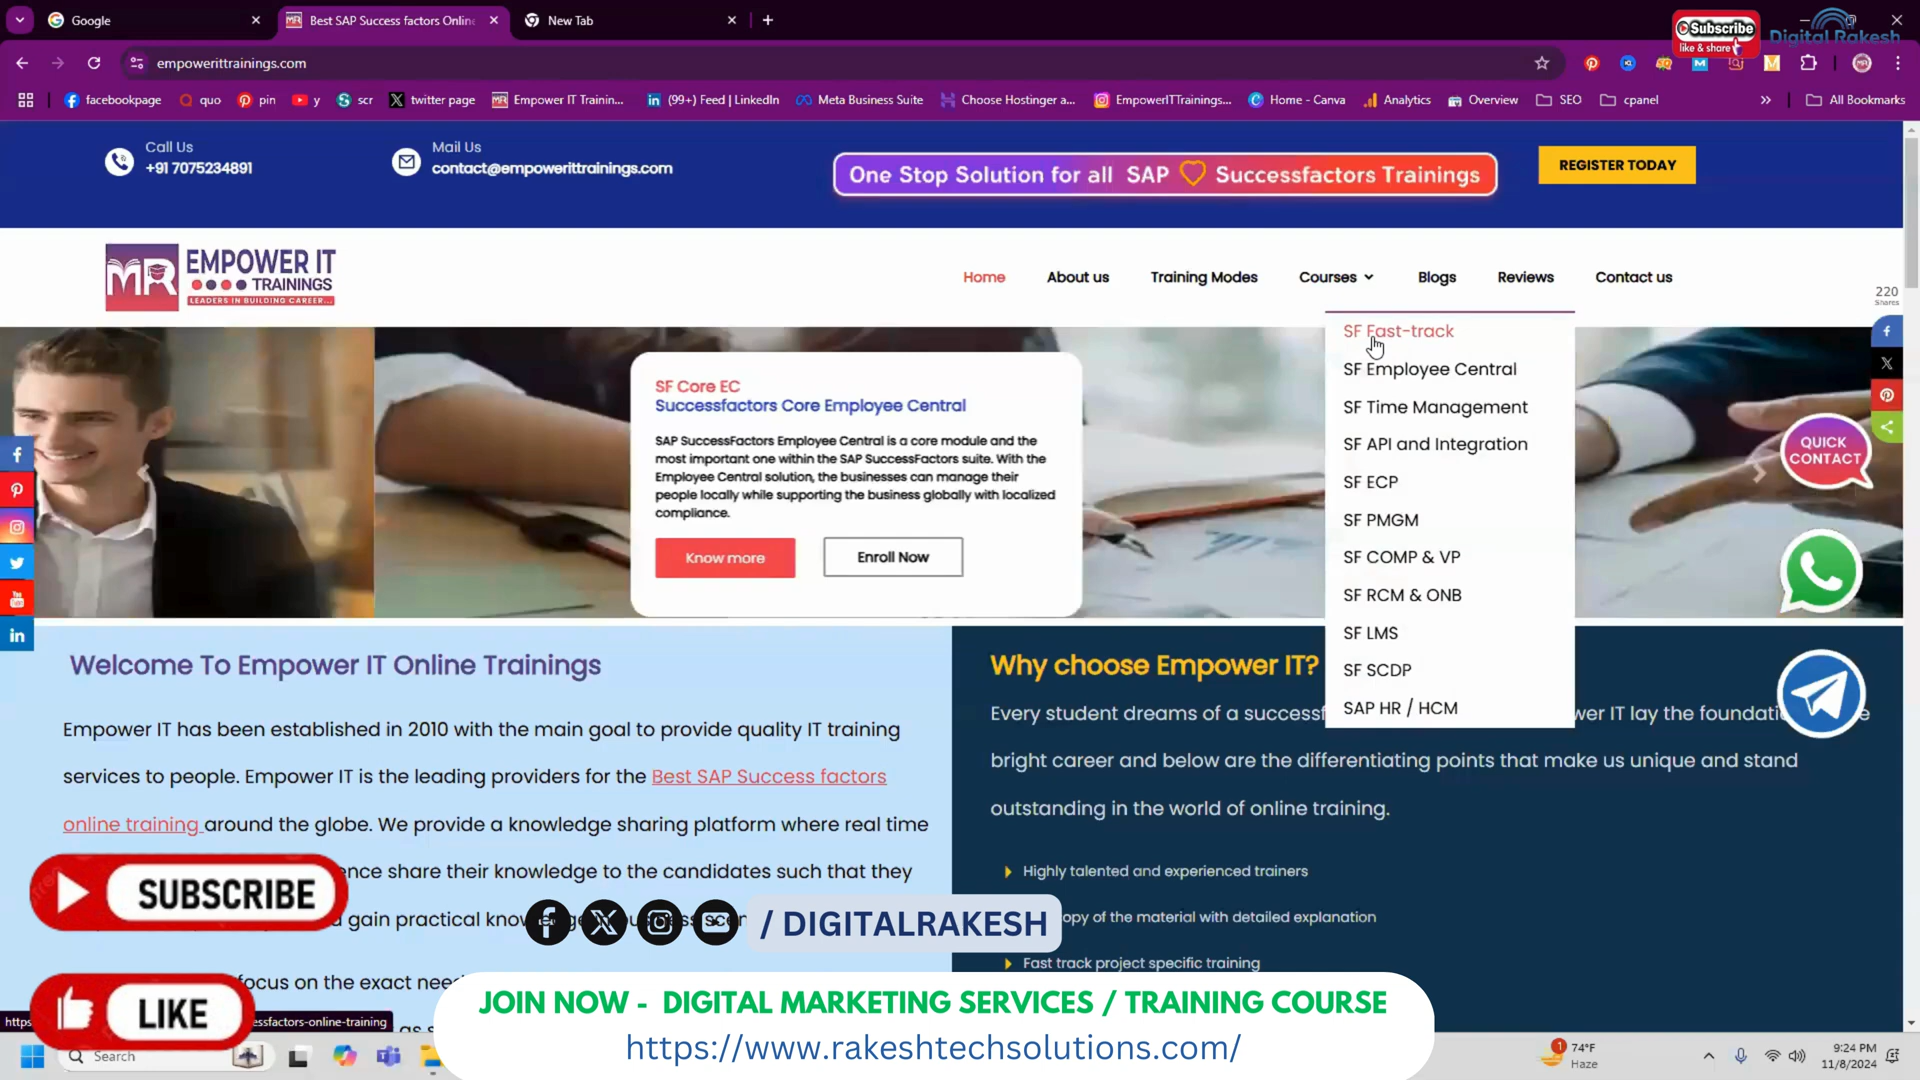 Google
Best SAP Success factors Online
New Tab
Subscribe
like & share
Digital Rakesh
empowerittrainings.com
facebookpage
quo
pin
y
scr
twitter page
Empower IT Trainin...
(99+) Feed | LinkedIn
Meta Business Suite
Choose Hostinger a...
EmpowerITTrainings...
Home - Canva
Analytics
Overview
SEO
cpanel
All Bookmarks
Call Us
+91 7075234891
Mail Us
contact@empowerittrainings.com
One Stop Solution for all SAP Successfactors Trainings
REGISTER TODAY
MR
EMPOWER IT
TRAININGS
LEADERS IN BUILDING CAREER...
Home
About us
Training Modes
Courses
Blogs
Reviews
Contact us
220
Shares
SF Fast-track
SF Employee Central
SF Time Management
SF API and Integration
SF ECP
SF PMGM
SF COMP & VP
SF RCM & ONB
SF LMS
SF SCDP
SAP HR / HCM
SF Core EC
Successfactors Core Employee Central
SAP SuccessFactors Employee Central is a core module and the
most important one within the SAP SuccessFactors suite. With the
Employee Central solution, the businesses can manage their
people locally while supporting the business globally with localized
compliance.
Know more
Enroll Now
QUICK
CONTACT
Welcome To Empower IT Online Trainings
Empower IT has been established in 2010 with the main goal to provide quality IT training
services to people. Empower IT is the leading providers for the Best SAP Success factors
online training around the globe. We provide a knowledge sharing platform where real time
ence share their knowledge to the candidates such that they
gain practical
focus on the exact
as
Why choose Empower IT?
Every student dreams of a successf
wer IT lay the foundati
e
bright career and below are the differentiating points that make us unique and stand
outstanding in the world of online training.
Highly talented and experienced trainers
opy of the material with detailed explanation
Fast track project specific training
SUBSCRIBE
LIKE
/ DIGITALRAKESH
JOIN NOW - DIGITAL MARKETING SERVICES / TRAINING COURSE
https://www.rakeshtechsolutions.com/
https
essfactors-online-training
Search
1
74°F
Haze
9:24 PM
11/8/2024